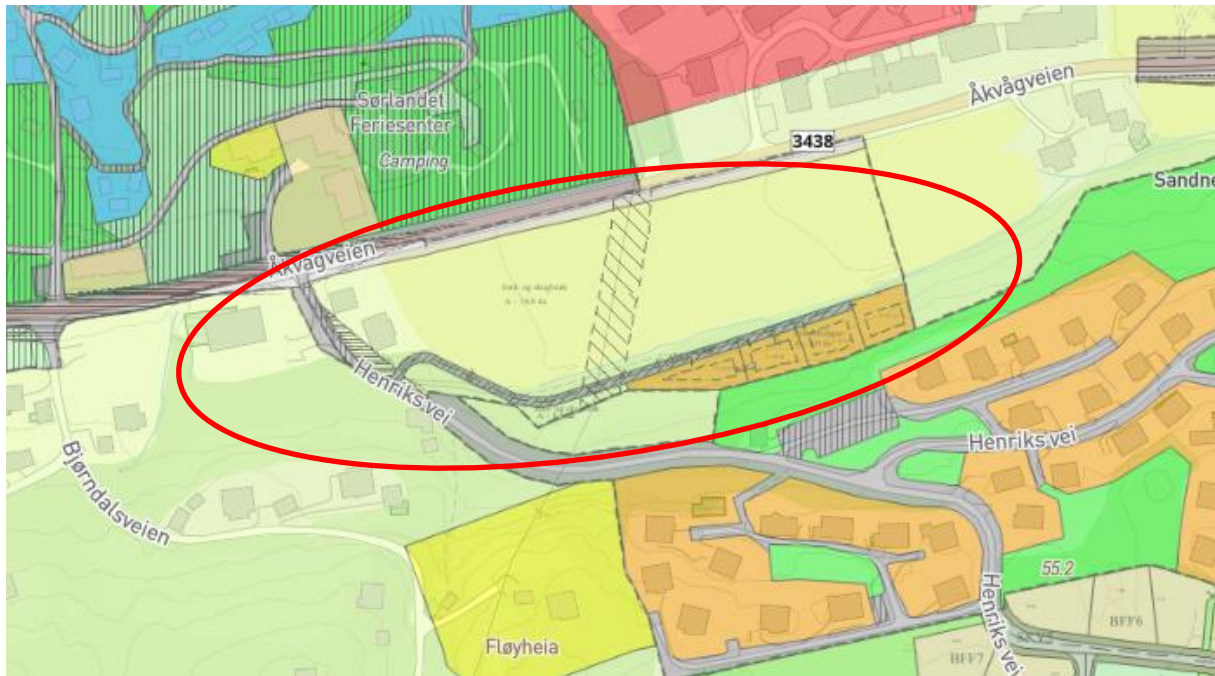 Sørlandet
Feriesenter
Camping
Åkvågveien
3438
Sandne
Åkvågveien
Henriks vei
Henriks vei
Bjørndalsveien
Fløyheia
55.2
Henriks vei
BFF6
BFF7